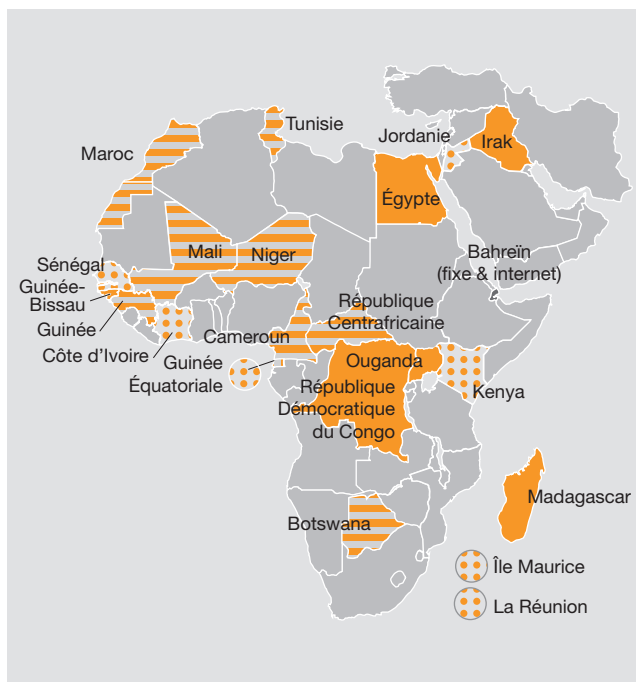 Tunisie
Jordanie
Irak
Maroc
Égypte
Mali
Niger
Bahreïn
(fixe & internet)
Sénégal
Guinée-
Bissau
Guinée
Côte d'Ivoire
République
Centrafricaine
Cameroun
Guinée
Équatoriale
Ouganda
Kenya
République
Démocratique
du Congo
Madagascar
Botswana
Île Maurice
La Réunion